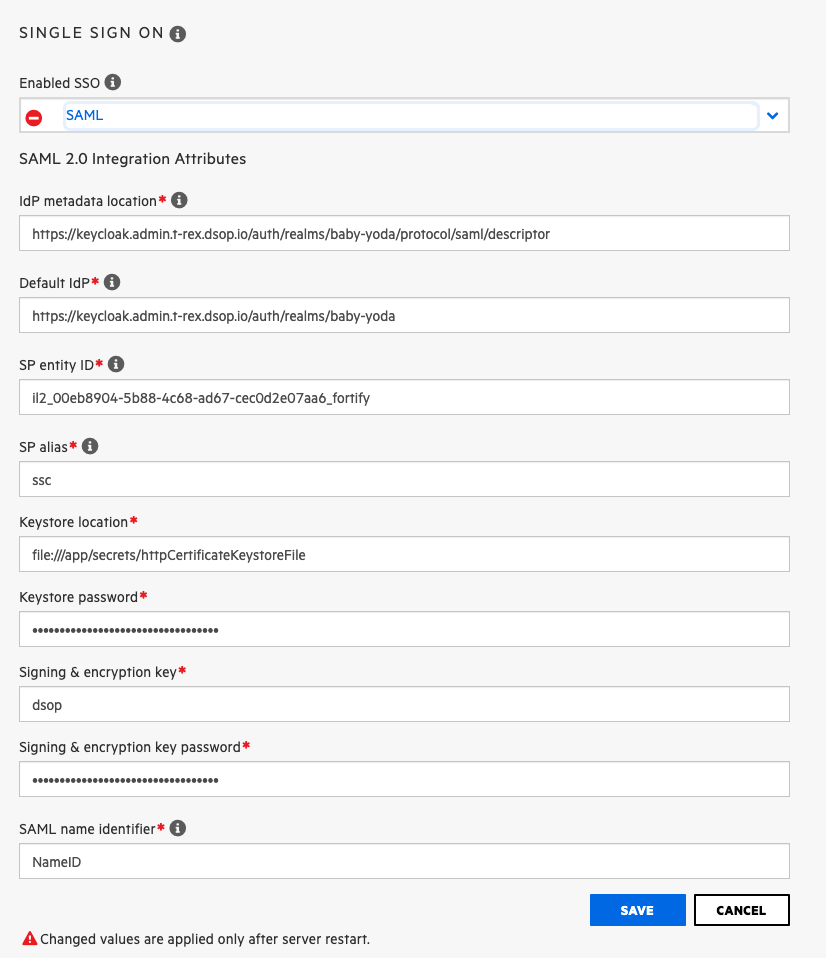 SINGLE SIGN ON
Enabled SSO
SAML
SAML 2.0 Integration Attributes
IdP metadata location*
https://keycloak.admin.t-rex.dsop.io/auth/realms/baby-yoda/protocol/saml/descriptor
Default IdP*
https://keycloak.admin.t-rex.dsop.io/auth/realms/baby-yoda
SP entity ID*
il2_00eb8904-5b88-4c68-ad67-cec0d2e07aa6_fortify
SP alias*
ssc
Keystore location*
file:///app/secrets/httpCertificateKeystoreFile
Keystore password*
••••••••••••••••••••••••••••••••••
Signing & encryption key*
dsop
Signing & encryption key password*
••••••••••••••••••••••••••••••••••
SAML name identifier*
NameID
SAVE CANCEL
Changed values are applied only after server restart.